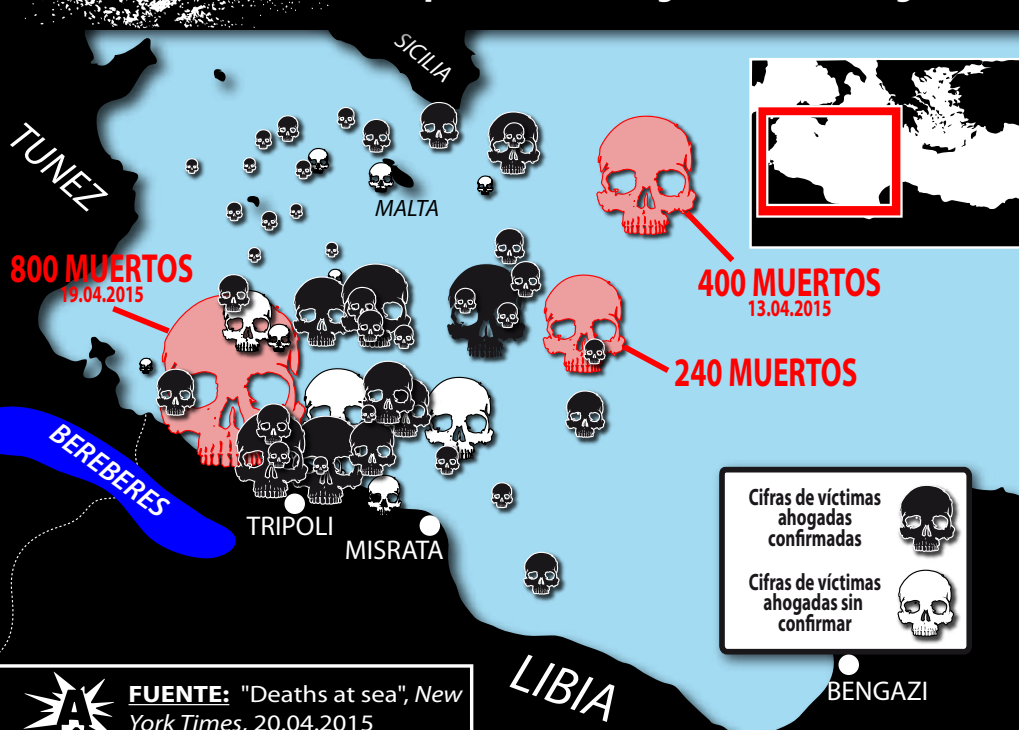 SICILIA
TUNEZ
MALTA
800 MUERTOS
19.04.2015
400 MUERTOS
13.04.2015
240 MUERTOS
BEREBERES
TRIPOLI
MISRATA
Cifras de víctimas
ahogadas
confirmadas
Cifras de víctimas
ahogadas sin
confirmar
LIBIA
BENGAZI
FUENTE: "Deaths at sea", New
York Times, 20.04.2015